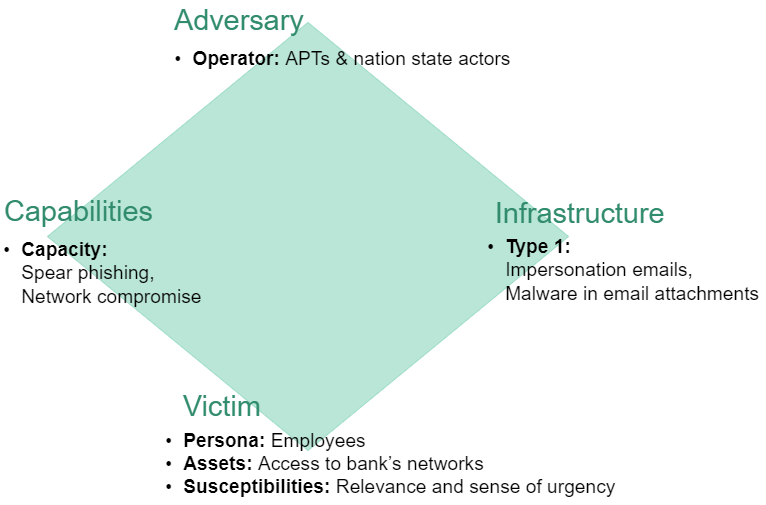 Adversary
• Operator: APTs & nation state actors
Capabilities
• Capacity:
Spear phishing,
Network compromise
Infrastructure
• Type 1:
Impersonation emails,
Malware in email attachments
Victim
• Persona: Employees
• Assets: Access to bank’s networks
• Susceptibilities: Relevance and sense of urgency